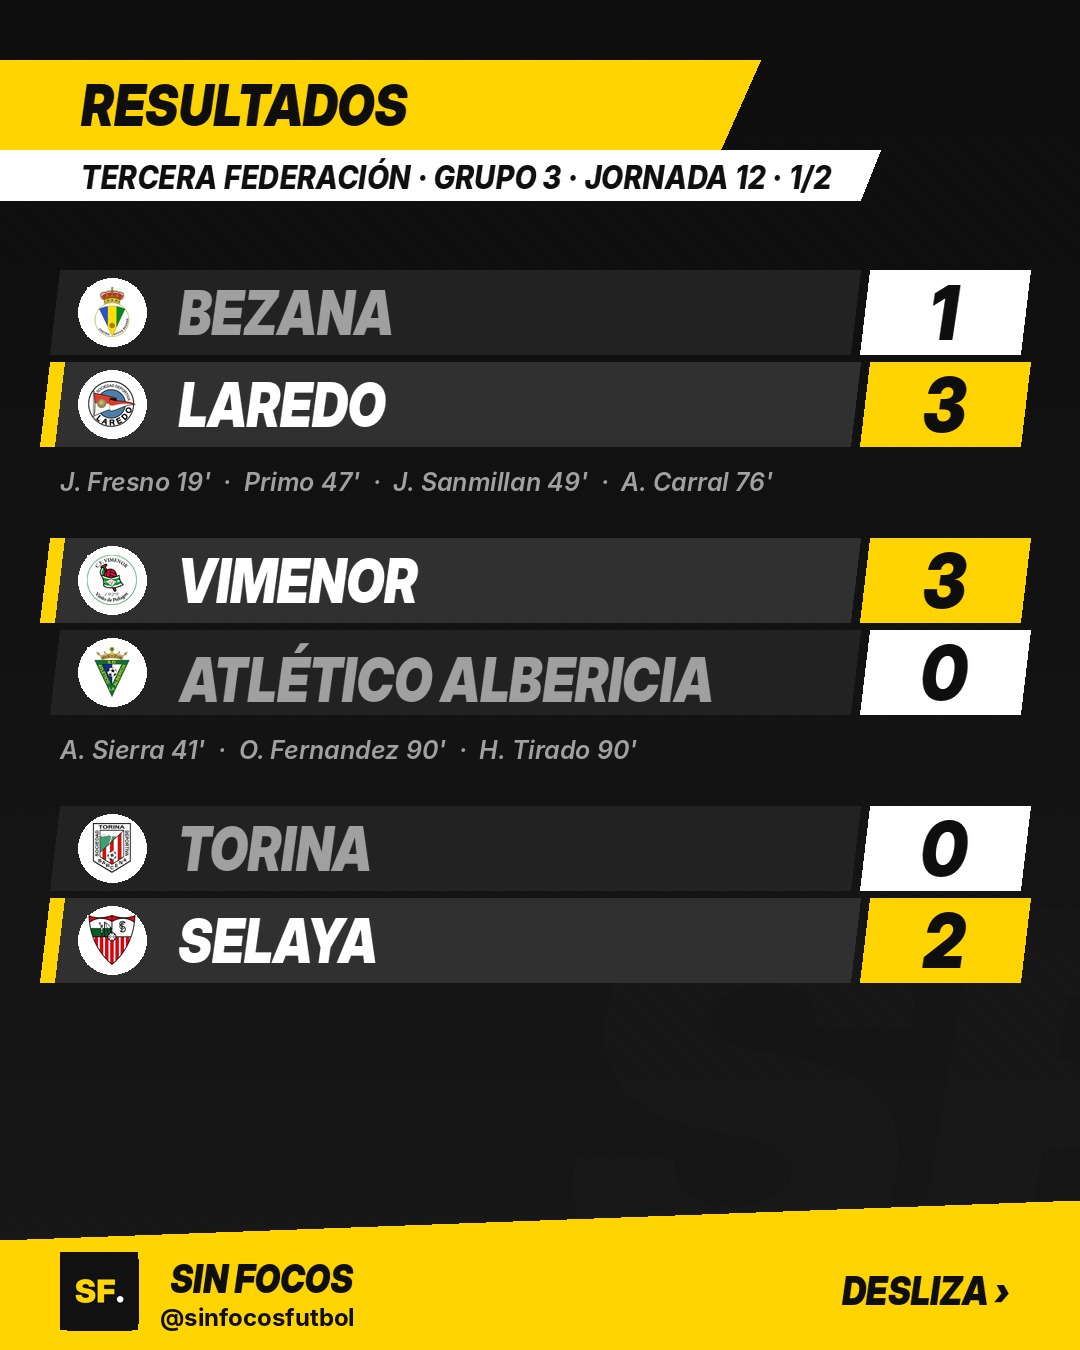 RESULTADOS
TERCERA FEDERACIÓN · GRUPO 3 · JORNADA 12 · 1/2
BEZANA 1
LAREDO 3
J. Fresno 19' · Primo 47' · J. Sanmillan 49' · A. Carral 76'
VIMENOR 3
ATLÉTICO ALBERICIA 0
A. Sierra 41' · O. Fernandez 90' · H. Tirado 90'
TORINA 0
SELAYA 2
SF.
SIN FOCOS
@sinfocosfutbol
DESLIZA ›